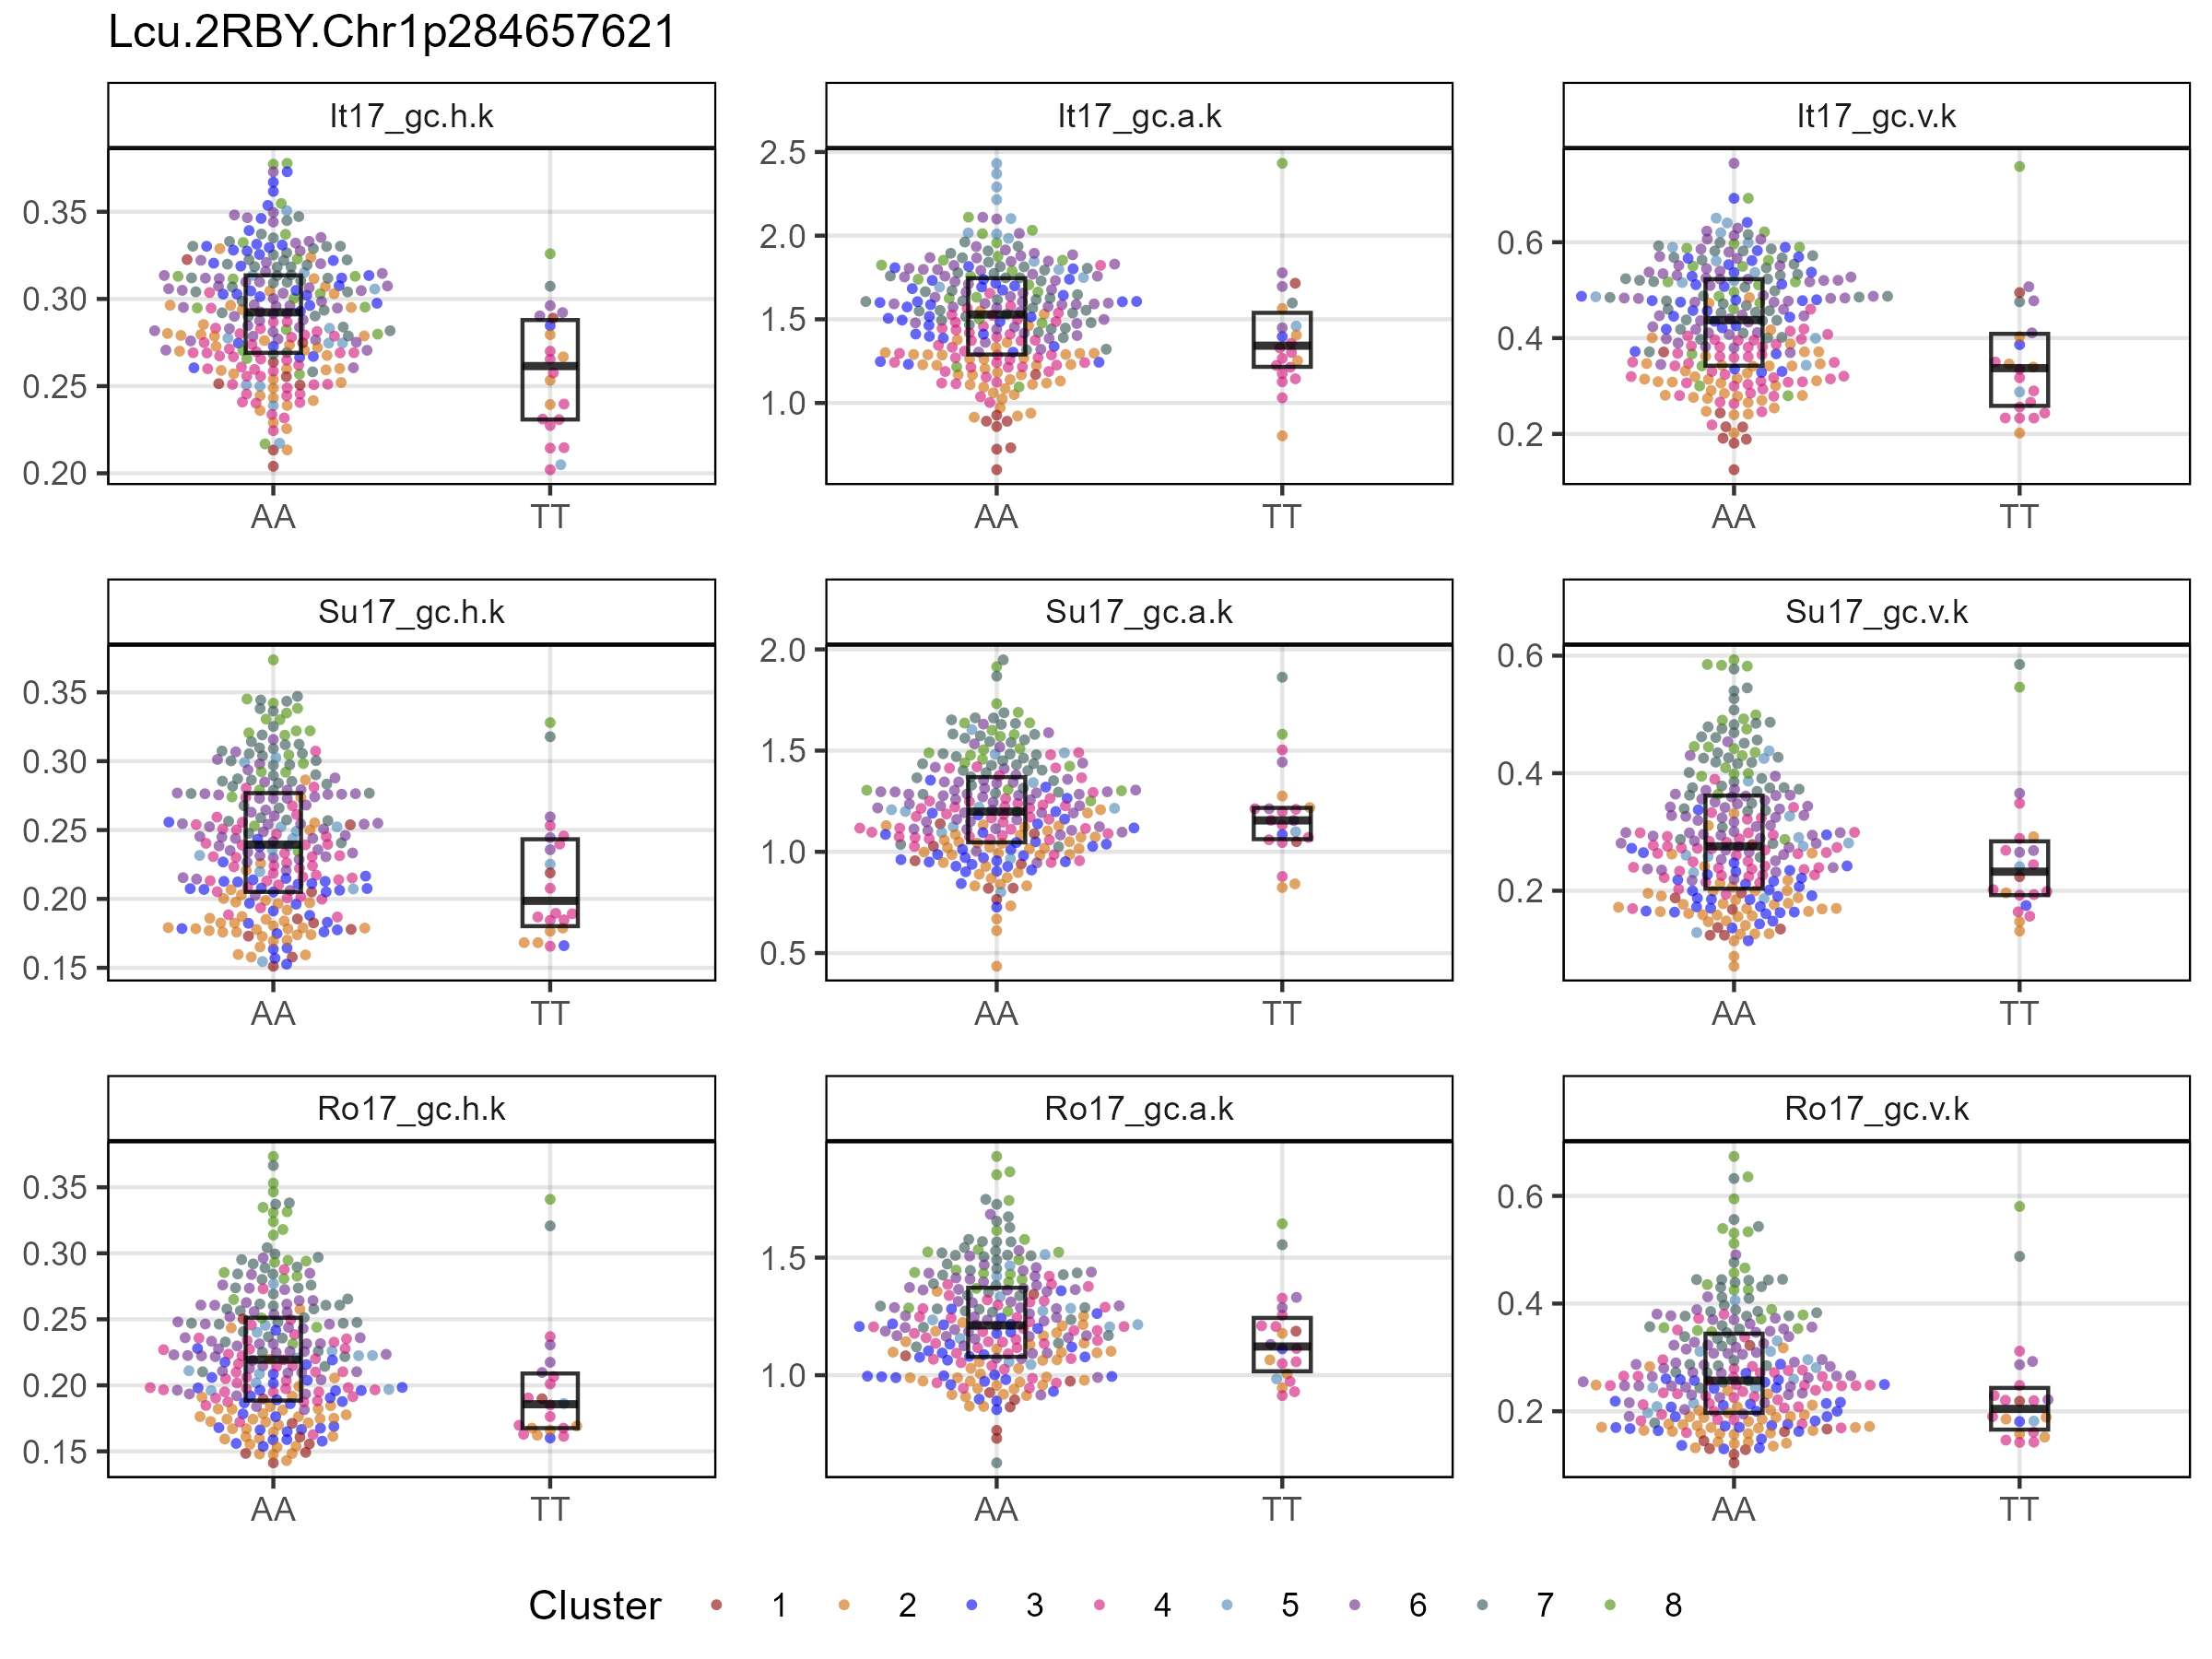 Lcu.2RBY.Chr1p284657621
It17_gc.h.k
It17_gc.a.k
It17_gc.v.k
0.35
0.30
0.25
0.20
AA
TT
2.5
2.0
1.5
1.0
AA
TT
0.6
0.4
0.2
AA
TT
Su17_gc.h.k
Su17_gc.a.k
Su17_gc.v.k
0.35
0.30
0.25
0.20
0.15
AA
TT
2.0
1.5
1.0
0.5
AA
TT
0.6
0.4
0.2
AA
TT
Ro17_gc.h.k
Ro17_gc.a.k
Ro17_gc.v.k
0.35
0.30
0.25
0.20
0.15
AA
TT
1.5
1.0
AA
TT
0.6
0.4
0.2
AA
TT
Cluster 1 2 3 4 5 6 7 8